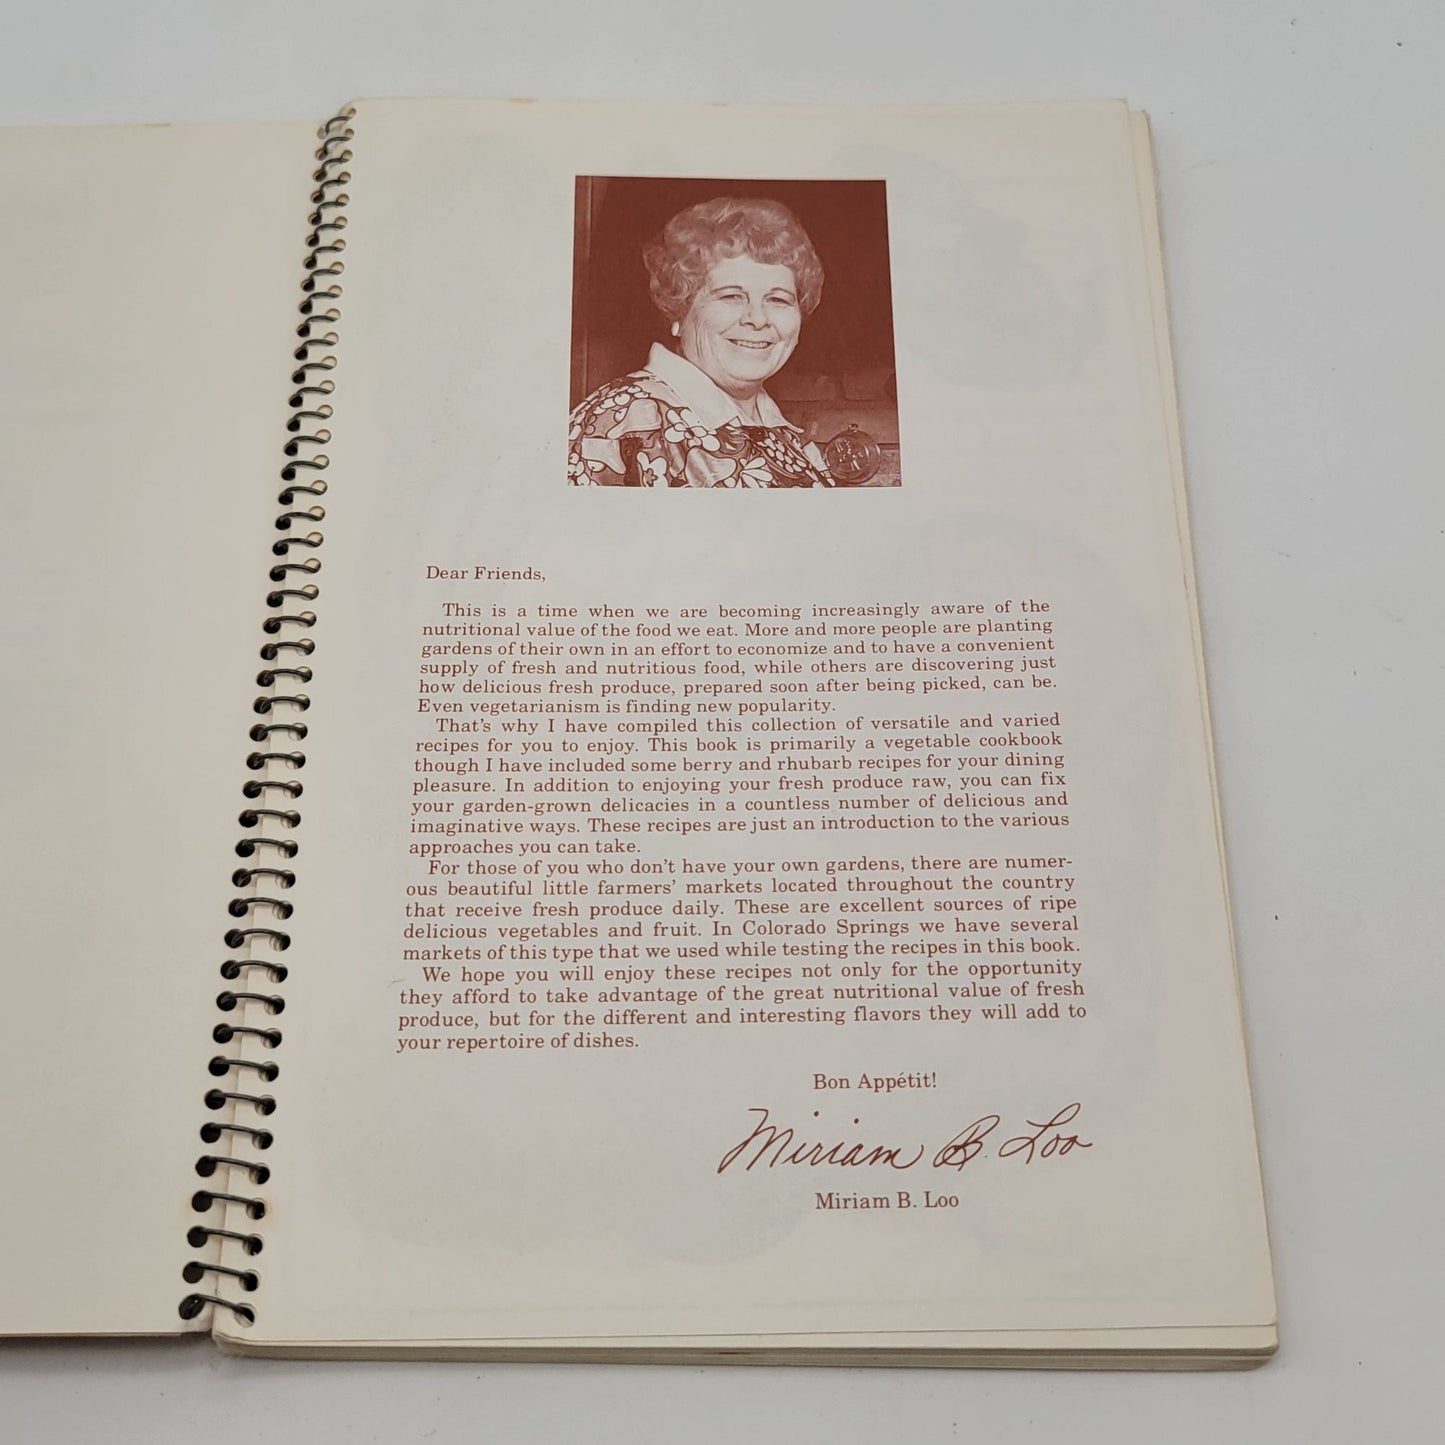 Dear Friends,
This is a time when we are becoming increasingly aware of the
nutritional value of the food we eat. More and more people are planting
gardens of their own in an effort to economize and to have a convenient
supply of fresh and nutritious food, while others are discovering just
how delicious fresh produce, prepared soon after being picked, can be.
Even vegetarianism is finding new popularity.
That's why I have compiled this collection of versatile and varied
recipes for you to enjoy. This book is primarily a vegetable cookbook
though I have included some berry and rhubarb recipes for your dining
pleasure. In addition to enjoying your fresh produce raw, you can fix
your garden-grown delicacies in a countless number of delicious and
imaginative ways. These recipes are just an introduction to the various
approaches you can take.
For those of you who don't have your own gardens, there are numer-
ous beautiful little farmers' markets located throughout the country
that receive fresh produce daily. These are excellent sources of ripe
delicious vegetables and fruit. In Colorado Springs we have several
markets of this type that we used while testing the recipes in this book.
We hope you will enjoy these recipes not only for the opportunity
they afford to take advantage of the great nutritional value of fresh
produce, but for the different and interesting flavors they will add to
your repertoire of dishes.
Bon Appétit!
Miriam B. Loo
Miriam B. Loo